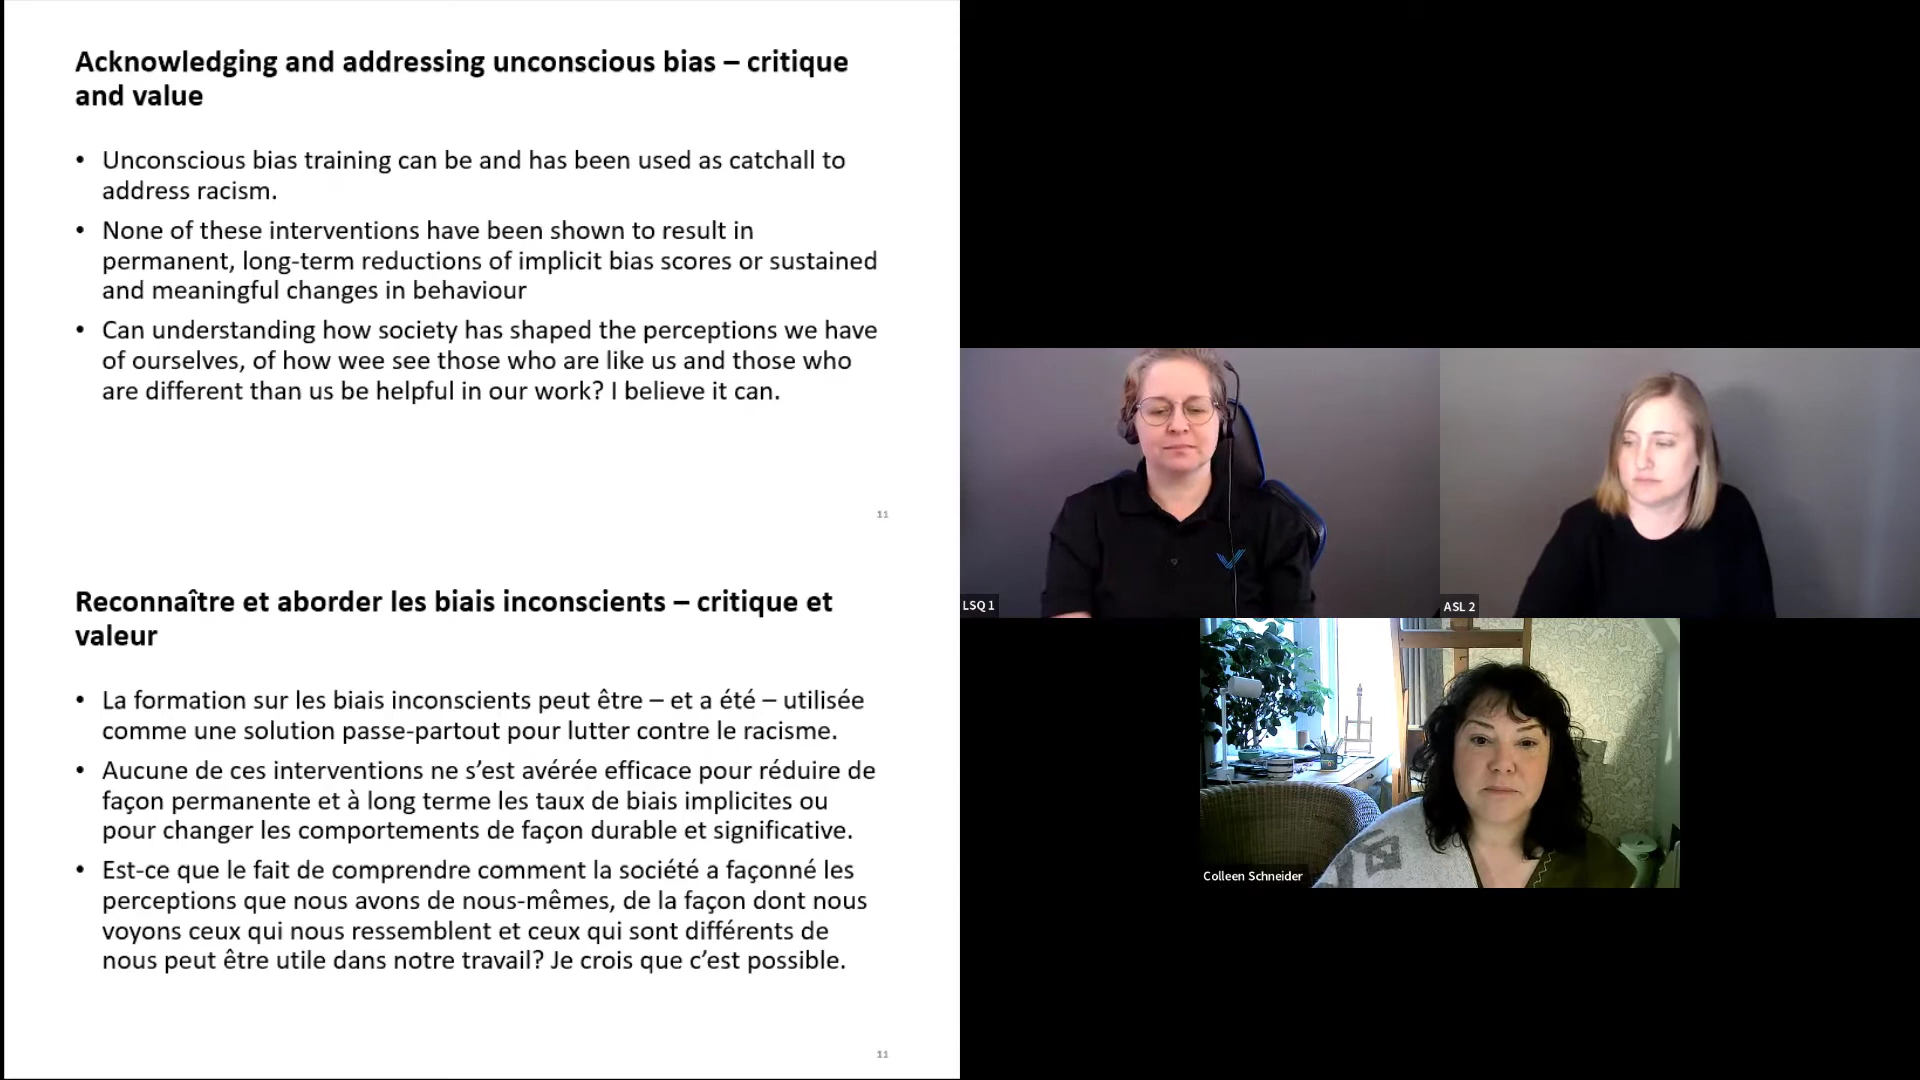 Acknowledging and addressing unconscious bias – critique
and value
• Unconscious bias training can be and has been used as catchall to
address racism.
• None of these interventions have been shown to result in
permanent, long-term reductions of implicit bias scores or sustained
and meaningful changes in behaviour
• Can understanding how society has shaped the perceptions we have
of ourselves, of how wee see those who are like us and those who
are different than us be helpful in our work? I believe it can.
11
Reconnaître et aborder les biais inconscients – critique et
valeur
• La formation sur les biais inconscients peut être – et a été – utilisée
comme une solution passe-partout pour lutter contre le racisme.
• Aucune de ces interventions ne s’est avérée efficace pour réduire de
façon permanente et à long terme les taux de biais implicites ou
pour changer les comportements de façon durable et significative.
• Est-ce que le fait de comprendre comment la société a façonné les
perceptions que nous avons de nous-mêmes, de la façon dont nous
voyons ceux qui nous ressemblent et ceux qui sont différents de
nous peut être utile dans notre travail? Je crois que c’est possible.
11
LSQ 1
ASL 2
Colleen Schneider